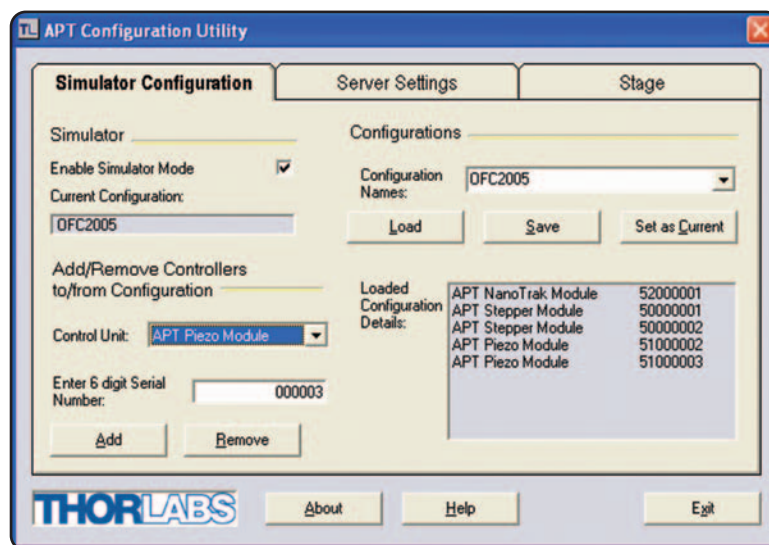 TL APT Configuration Utility
Simulator Configuration
Server Settings
Stage
Simulator
Enable Simulator Mode
Current Configuration:
OFC2005
Add/Remove Controllers
to/from Configuration
Control Unit:
APT Piezo Module
Enter 6 digit Serial
Number:
000003
Add
Remove
Configurations
Configuration
Names:
OFC2005
Load
Save
Set as Current
Loaded
Configuration
Details:
APT NanoTrak Module 52000001
APT Stepper Module 50000001
APT Stepper Module 50000002
APT Piezo Module 51000002
APT Piezo Module 51000003
THORLABS
About
Help
Exit